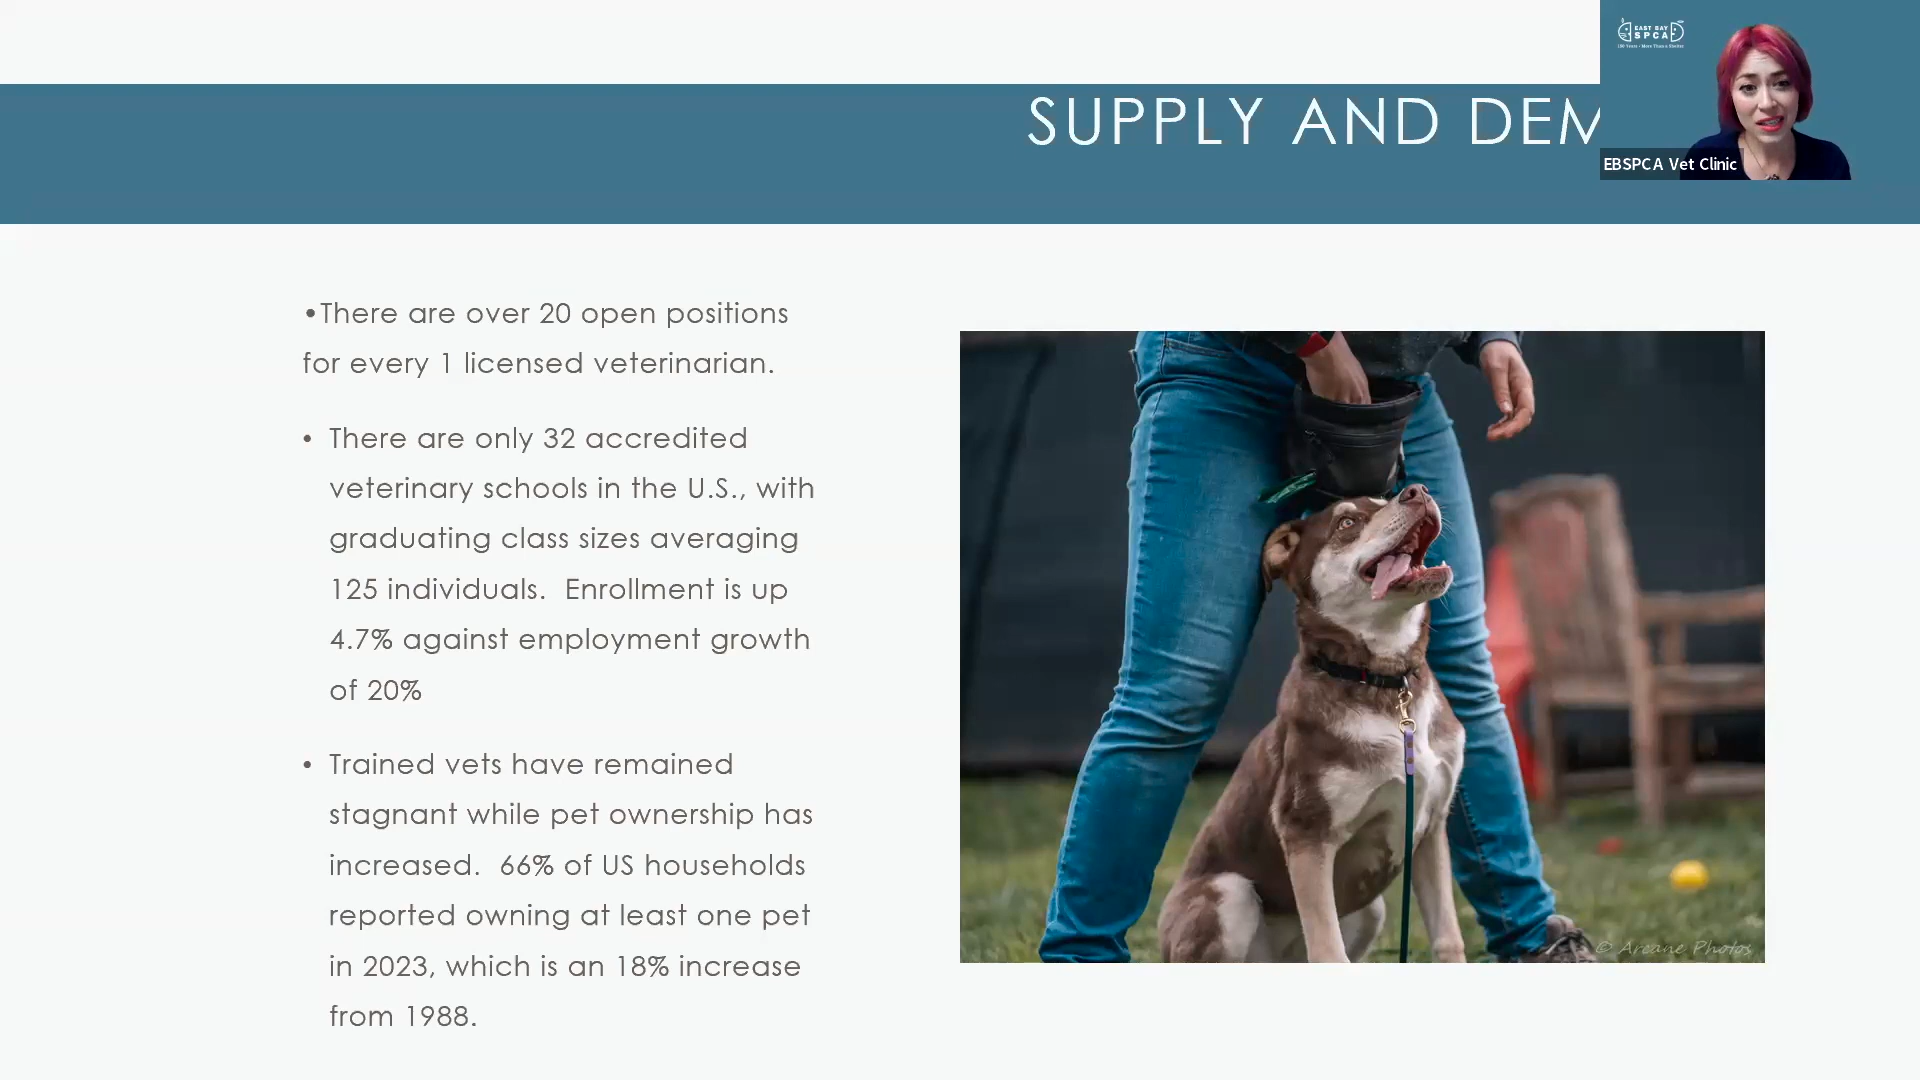 EAST BAY
SPCA
SUPPLY AND DEM
EBSPCA Vet Clinic
•There are over 20 open positions
for every 1 licensed veterinarian.
• There are only 32 accredited
veterinary schools in the U.S., with
graduating class sizes averaging
125 individuals.  Enrollment is up
4.7% against employment growth
of 20%
• Trained vets have remained
stagnant while pet ownership has
increased.  66% of US households
reported owning at least one pet
in 2023, which is an 18% increase
from 1988.
© Arcane Photos